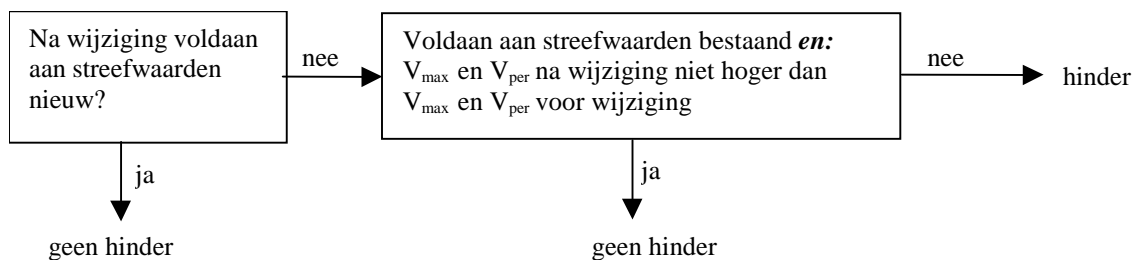 Na wijziging voldaan
aan streefwaarden
nieuw?
nee
Voldaan aan streefwaarden bestaand en:
Vmax en Vper na wijziging niet hoger dan
Vmax en Vper voor wijziging
nee
hinder
ja
ja
geen hinder
geen hinder